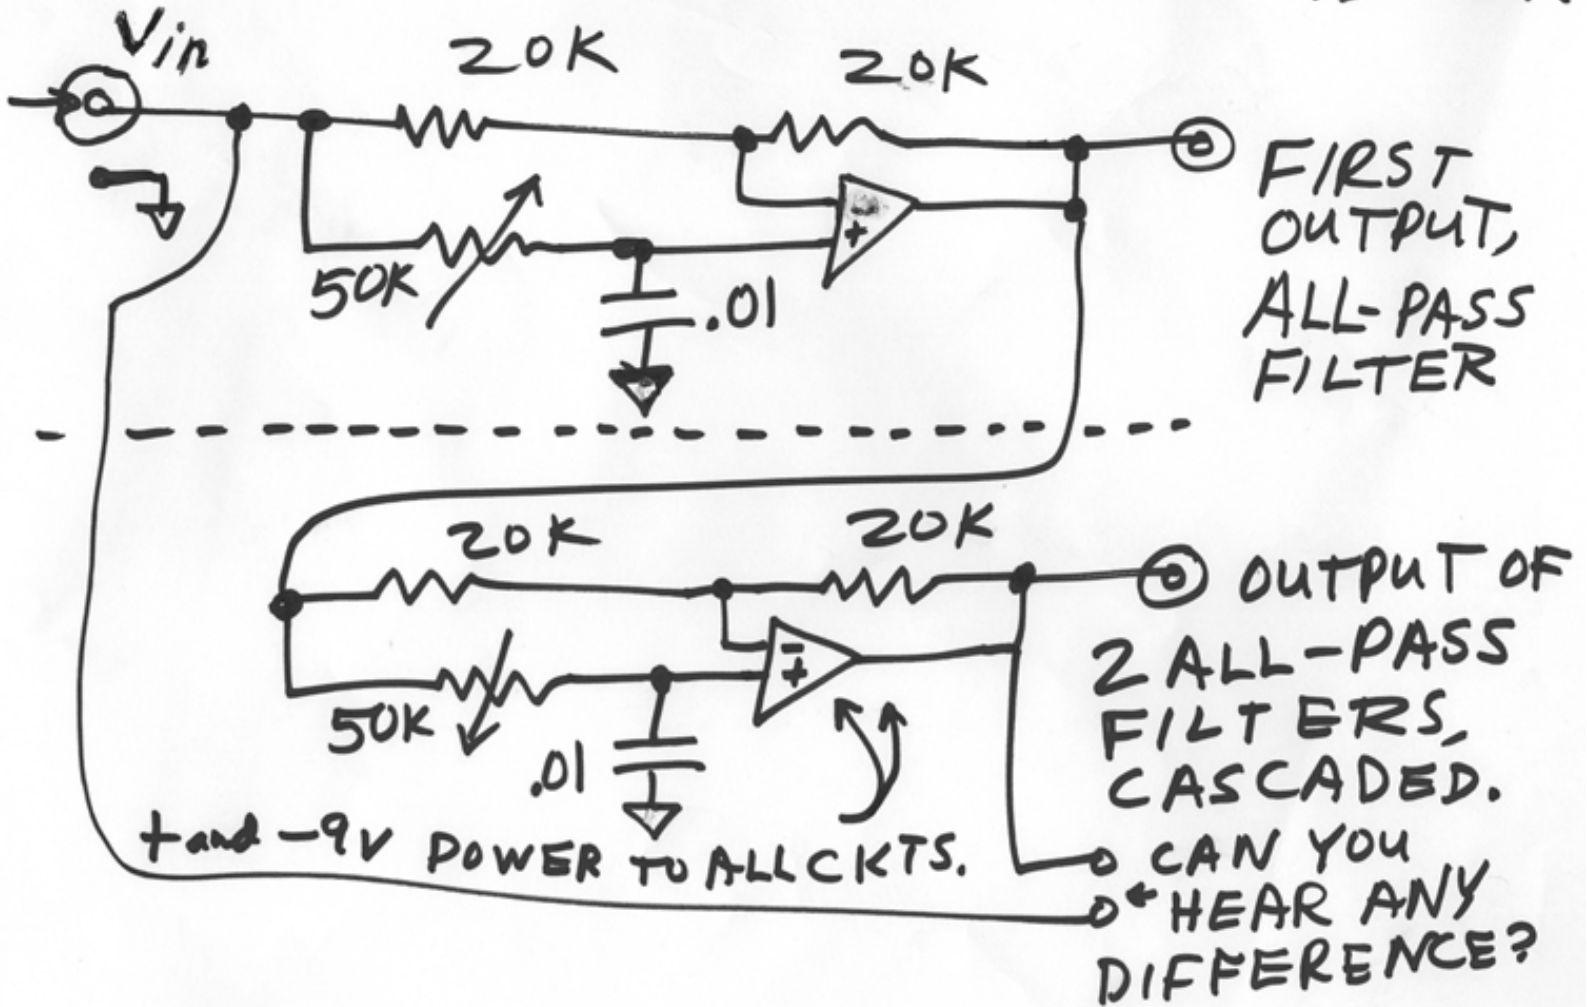 Vin
20K
20K
FIRST
OUTPUT,
ALL-PASS
FILTER
-
+
50K
.01
20K
20K
OUTPUT OF
2 ALL-PASS
FILTERS,
CASCADED.
-
+
50K
.01
+ and -9V POWER TO ALL CKTS.
CAN YOU
HEAR ANY
DIFFERENCE?